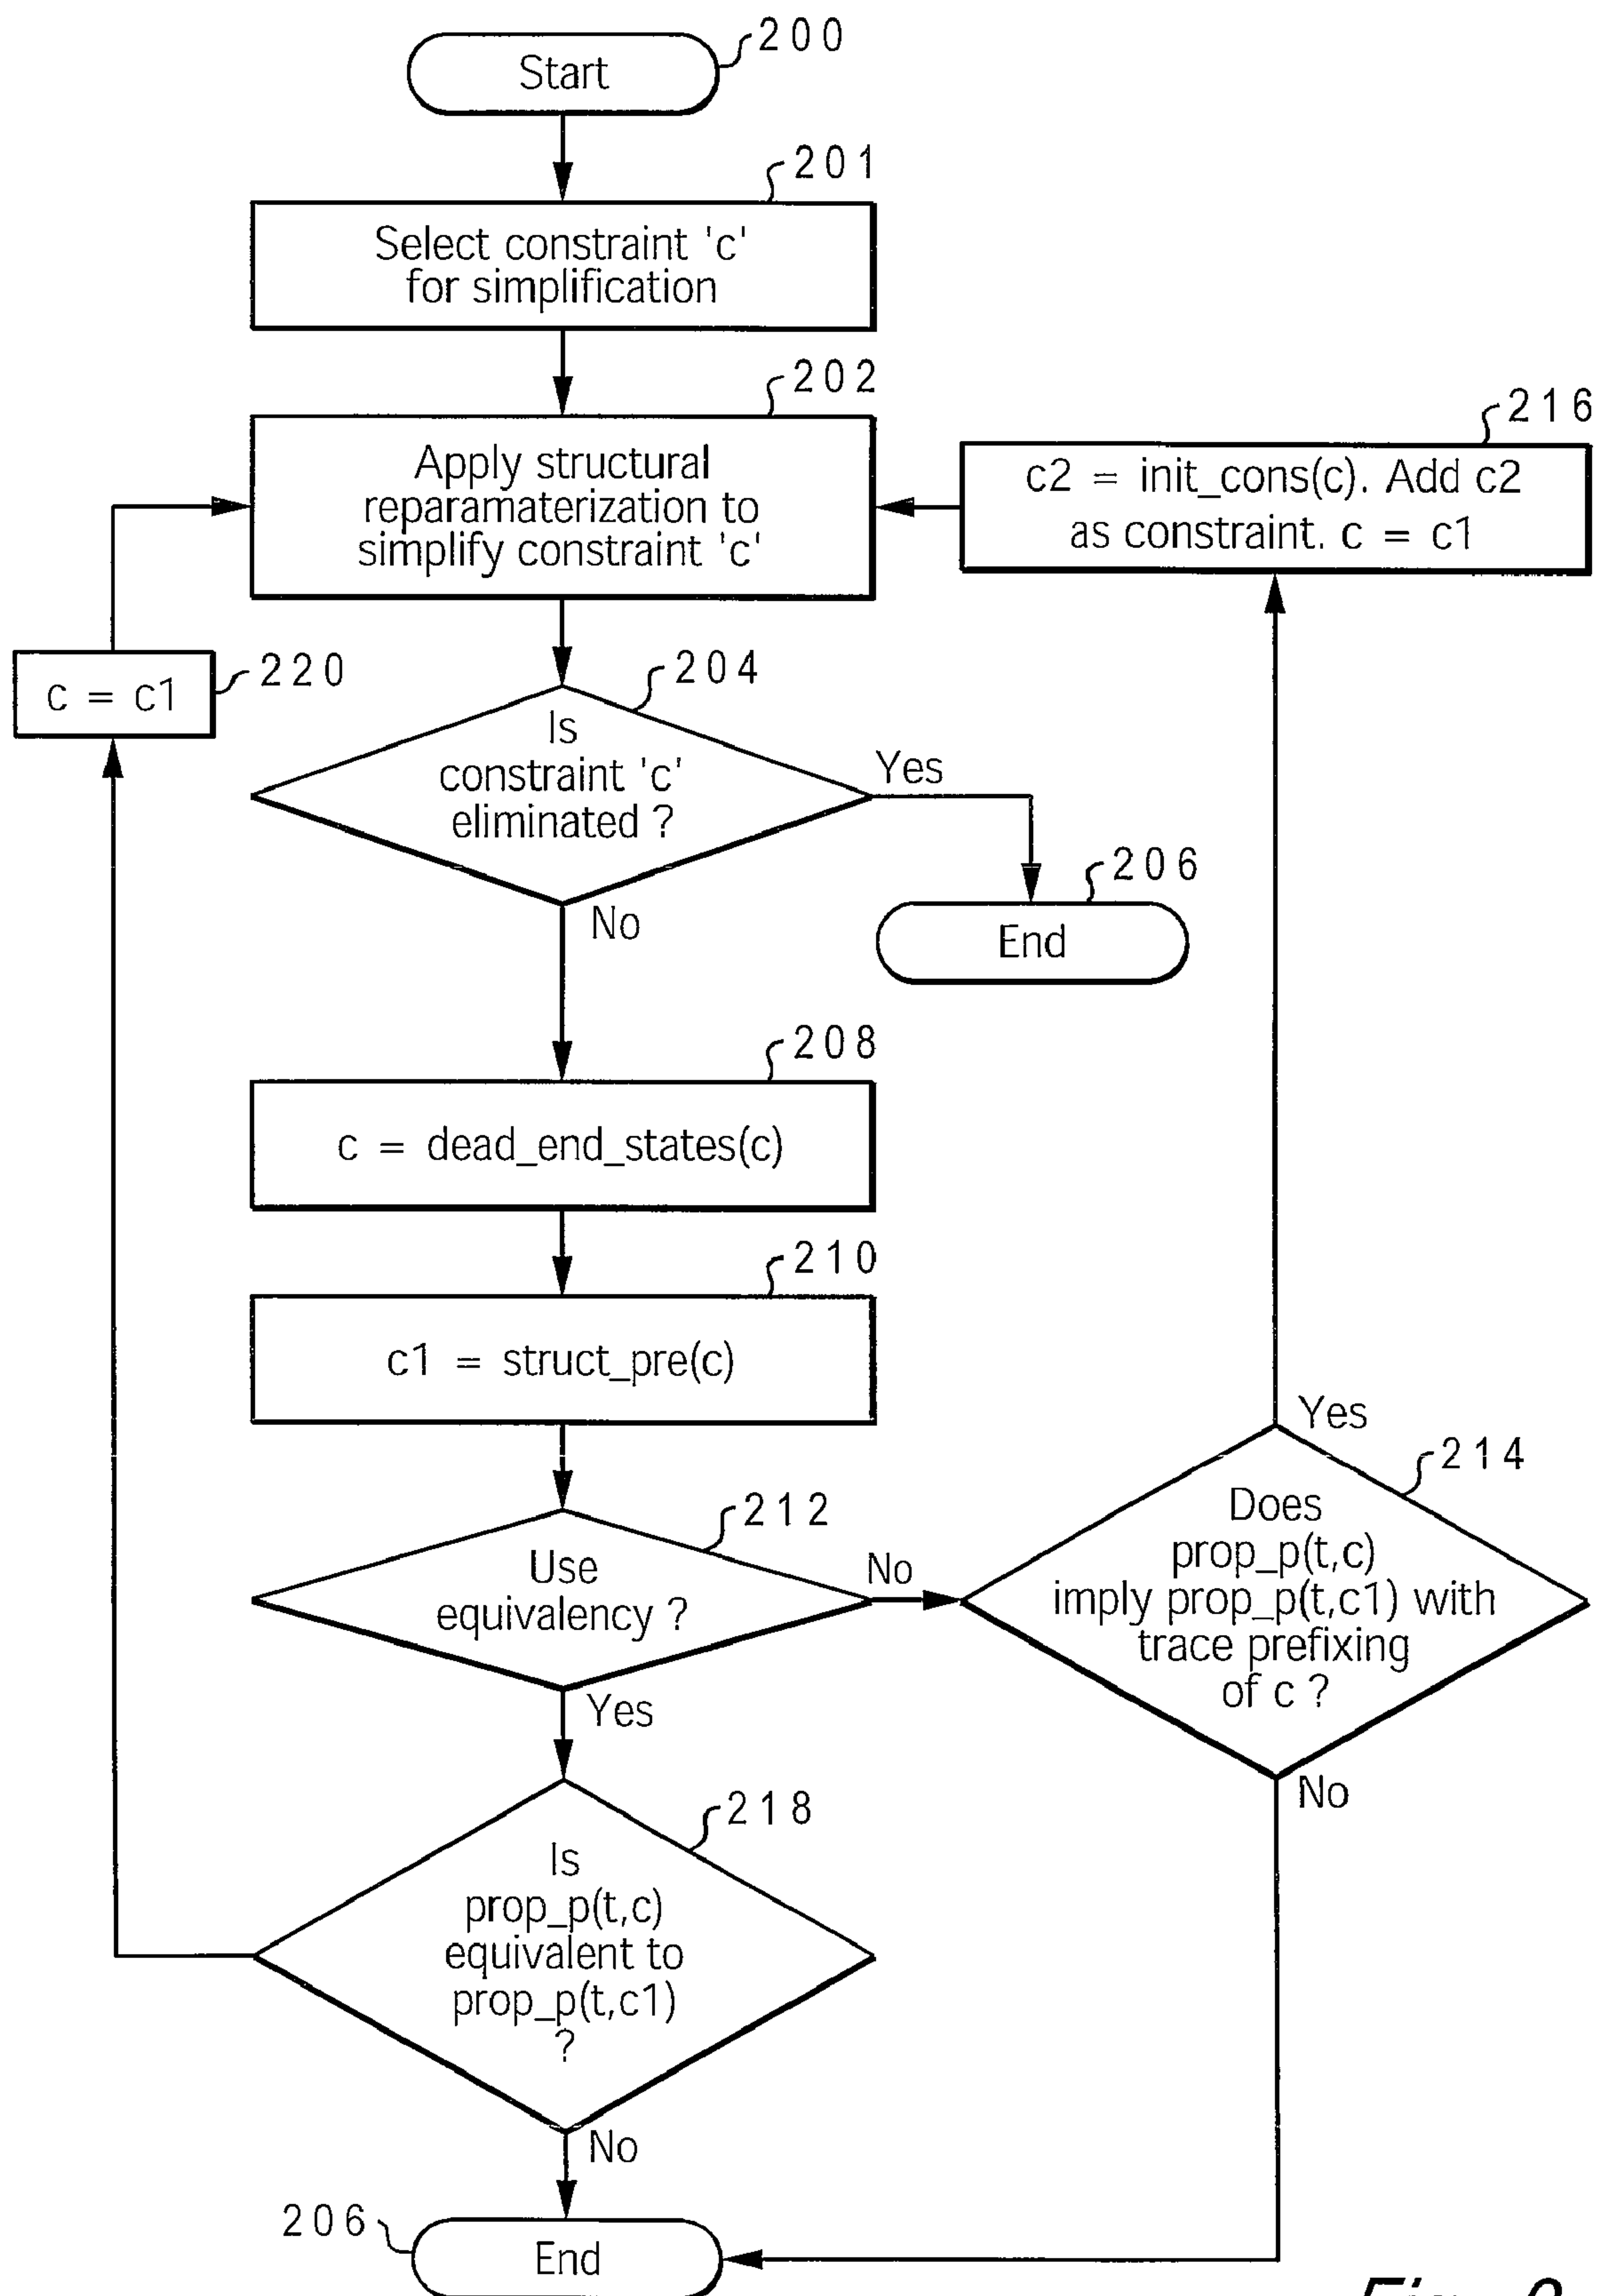 200
Start
201
Select constraint 'c'
for simplification
202
Apply structural
reparamaterization to
simplify constraint 'c'
216
c2 = init_cons(c). Add c2
as constraint. c = c1
220
c = c1
204
Is
constraint 'c'
eliminated ?
Yes
No
206
End
208
c = dead_end_states(c)
210
c1 = struct_pre(c)
212
Use
equivalency ?
No
Yes
214
Yes
Does
prop_p(t,c)
imply prop_p(t,c1) with
trace prefixing
of c ?
No
218
Is
prop_p(t,c)
equivalent to
prop_p(t,c1)
?
No
206
End